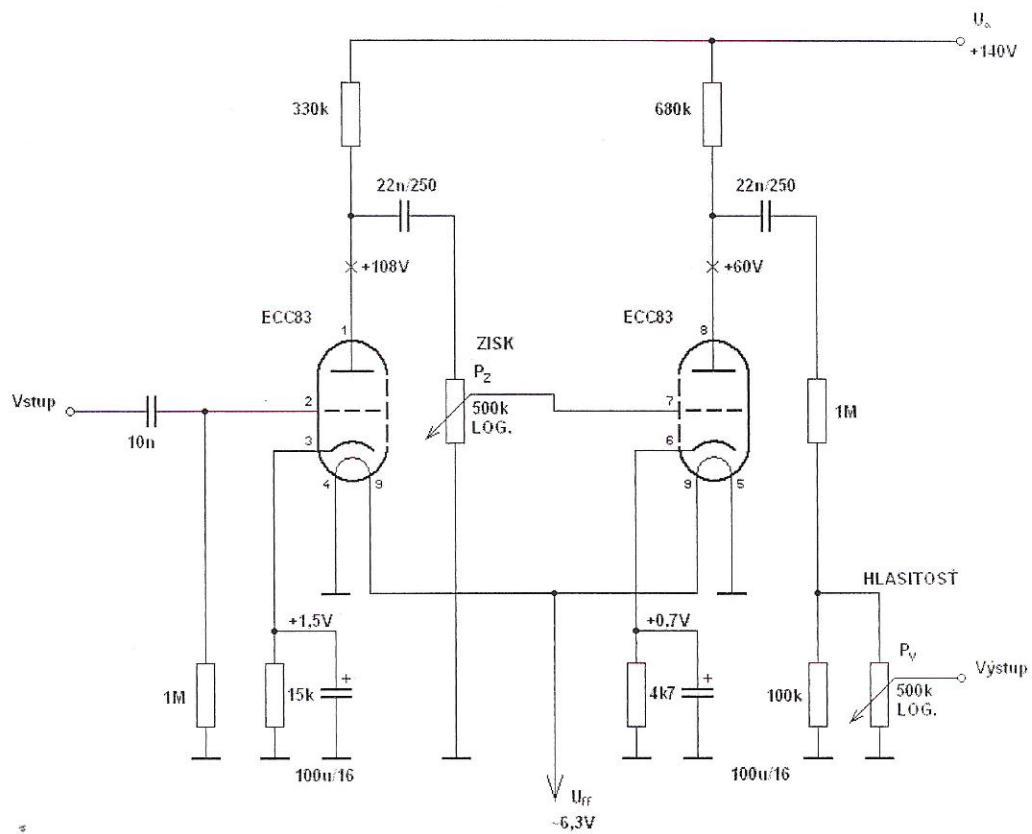 Ua
+140V
330k
680k
22n/250
22n/250
+108V
+60V
ECC83
ECC83
1
8
ZISK
PZ
500k
LOG.
Vstup
10n
2
3
4
9
7
6
9
5
1M
HLASITOSŤ
+1,5V
+0,7V
PV
500k
LOG.
Výstup
1M
15k
+
4k7
+
100k
100u/16
100u/16
Uff
~6,3V